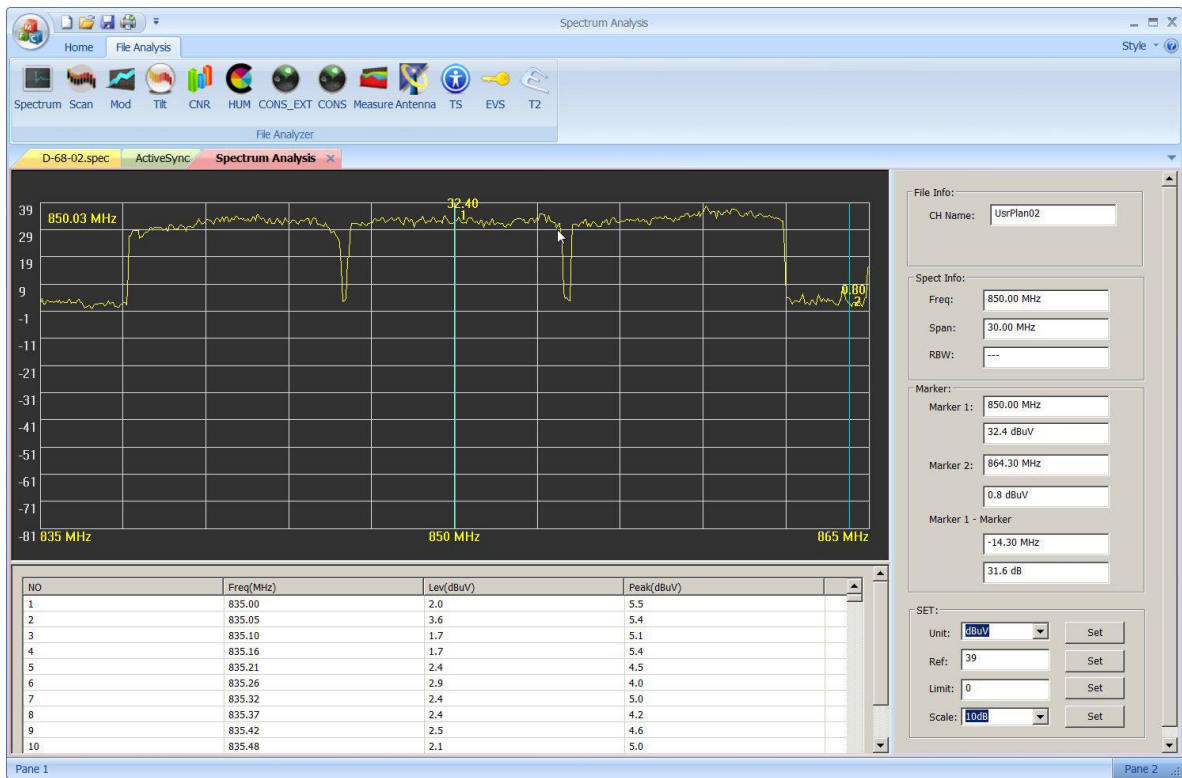 Spectrum Analysis
Home File Analysis Style
Spectrum Scan Mod Tilt CNR HUM CONS_EXT CONS Measure Antenna TS EVS T2
File Analyzer
D-68-02.spec ActiveSync Spectrum Analysis
39
850.03 MHz
32.40
1
29
19
9
0.80
2
-1
-11
-21
-31
-41
-51
-61
-71
-81 835 MHz 850 MHz 865 MHz
NO Freq(MHz) Lev(dBuV) Peak(dBuV)
1 835.00 2.0 5.5
2 835.05 3.6 5.4
3 835.10 1.7 5.1
4 835.16 1.7 5.4
5 835.21 2.4 4.5
6 835.26 2.9 4.0
7 835.32 2.4 5.0
8 835.37 2.4 4.2
9 835.42 2.5 4.6
10 835.48 2.1 5.0
File Info:
CH Name: UsrPlan02
Spect Info:
Freq: 850.00 MHz
Span: 30.00 MHz
RBW: ---
Marker:
Marker 1: 850.00 MHz
32.4 dBuV
Marker 2: 864.30 MHz
0.8 dBuV
Marker 1 - Marker
-14.30 MHz
31.6 dB
SET:
Unit: dBuV Set
Ref: 39 Set
Limit: 0 Set
Scale: 10dB Set
Pane 1 Pane 2